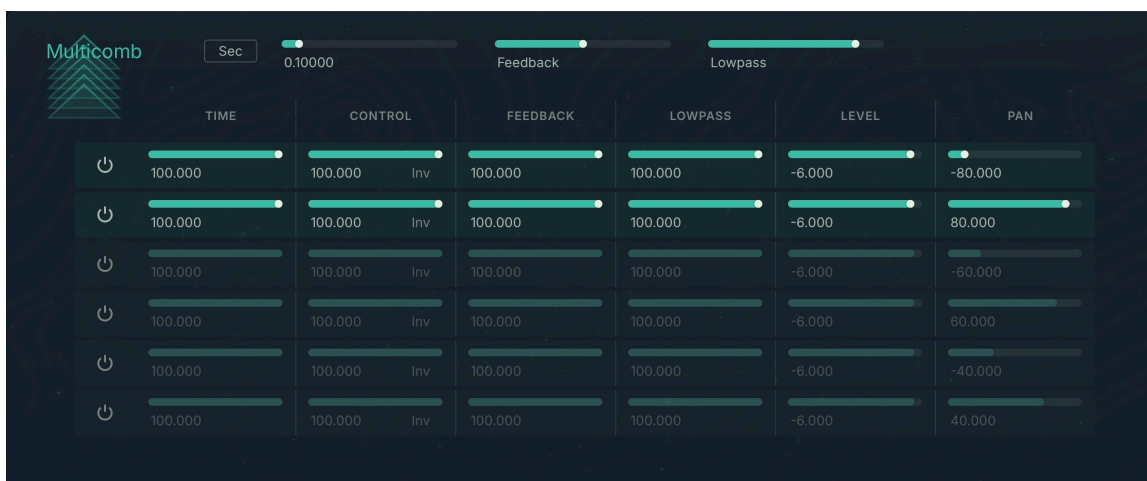 Multicomb Sec 0.10000 Feedback Lowpass
TIME CONTROL FEEDBACK LOWPASS LEVEL PAN
100.000 100.000 Inv 100.000 100.000 -6.000 -80.000
100.000 100.000 Inv 100.000 100.000 -6.000 80.000
100.000 100.000 Inv 100.000 100.000 -6.000 -60.000
100.000 100.000 Inv 100.000 100.000 -6.000 60.000
100.000 100.000 Inv 100.000 100.000 -6.000 -40.000
100.000 100.000 Inv 100.000 100.000 -6.000 40.000